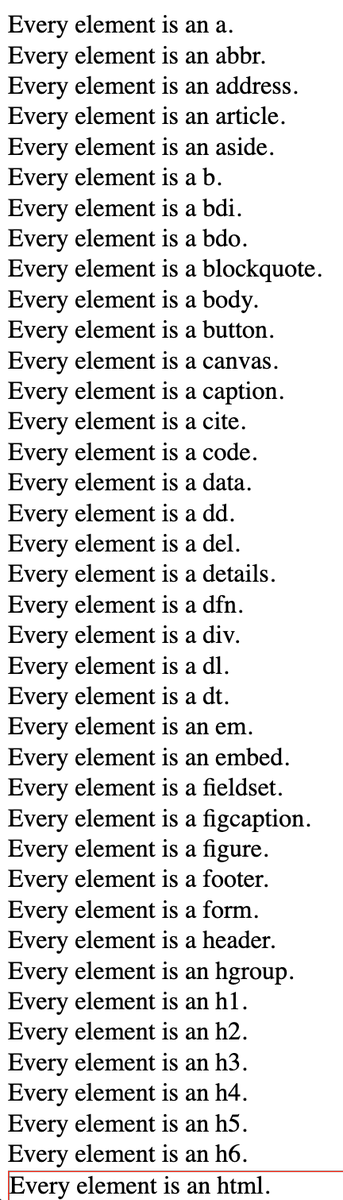 Every element is an a.
Every element is an abbr.
Every element is an address.
Every element is an article.
Every element is an aside.
Every element is a b.
Every element is a bdi.
Every element is a bdo.
Every element is a blockquote.
Every element is a body.
Every element is a button.
Every element is a canvas.
Every element is a caption.
Every element is a cite.
Every element is a code.
Every element is a data.
Every element is a dd.
Every element is a del.
Every element is a details.
Every element is a dfn.
Every element is a div.
Every element is a dl.
Every element is a dt.
Every element is an em.
Every element is an embed.
Every element is a fieldset.
Every element is a figcaption.
Every element is a figure.
Every element is a footer.
Every element is a form.
Every element is a header.
Every element is an hgroup.
Every element is an h1.
Every element is an h2.
Every element is an h3.
Every element is an h4.
Every element is an h5.
Every element is an h6.
Every element is an html.